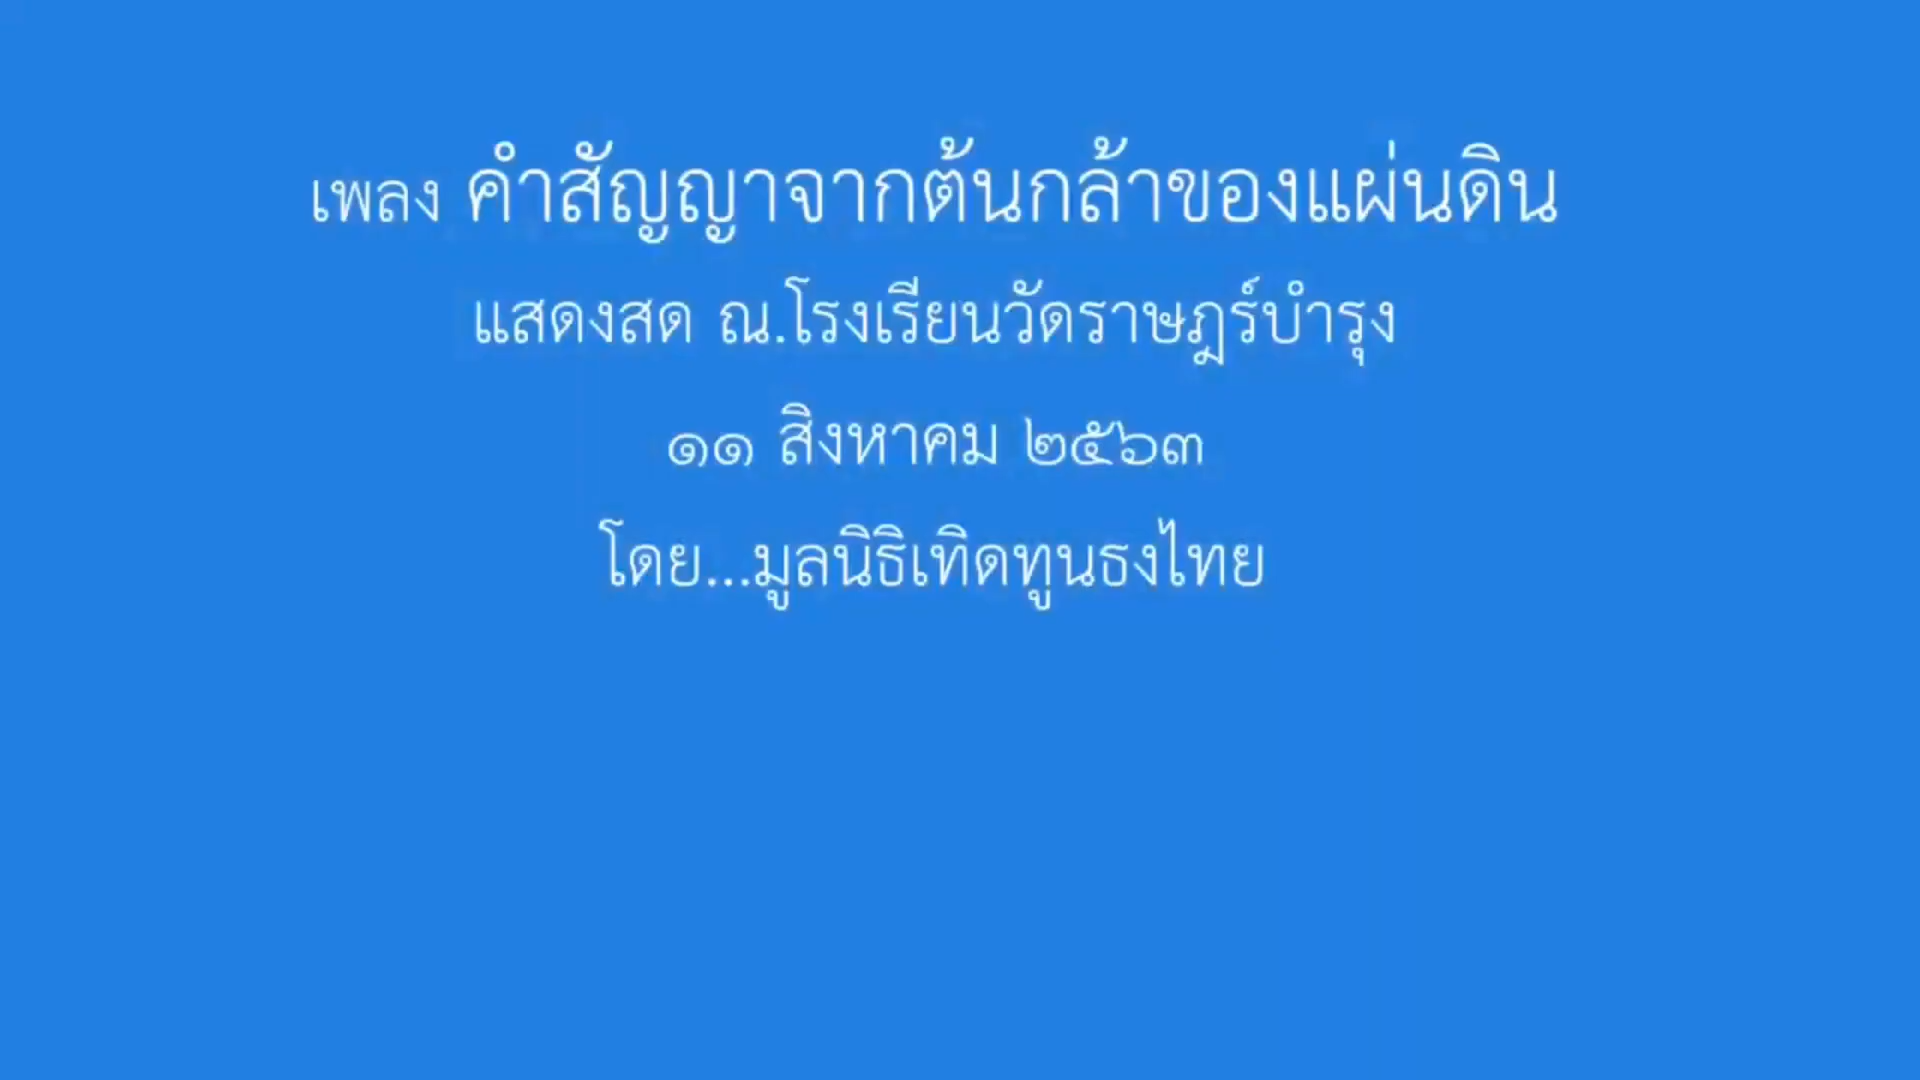 เพลง คำสัญญาจากต้นกล้าของแผ่นดิน
แสดงสด ณ.โรงเรียนวัดราษฎร์บำรุง
๑๑ สิงหาคม ๒๕๖๓
โดย...มูลนิธิเทิดทูนธงไทย